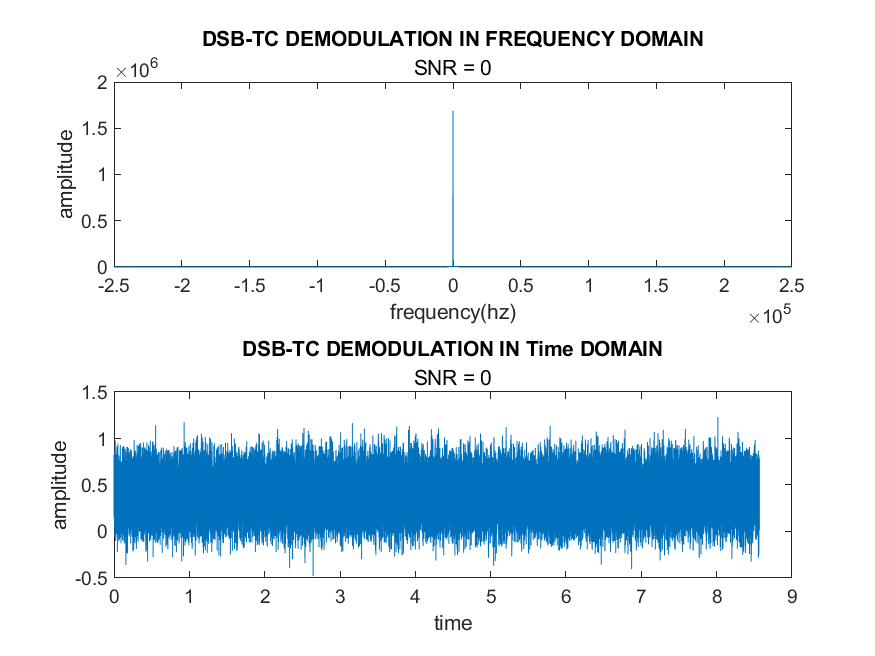 DSB-TC DEMODULATION IN FREQUENCY DOMAIN
SNR = 0
×10^6
2
1.5
1
0.5
0
amplitude
-2.5 -2 -1.5 -1 -0.5 0 0.5 1 1.5 2 2.5
frequency(hz)
×10^5
DSB-TC DEMODULATION IN Time DOMAIN
SNR = 0
1.5
1
0.5
0
-0.5
amplitude
0 1 2 3 4 5 6 7 8 9
time